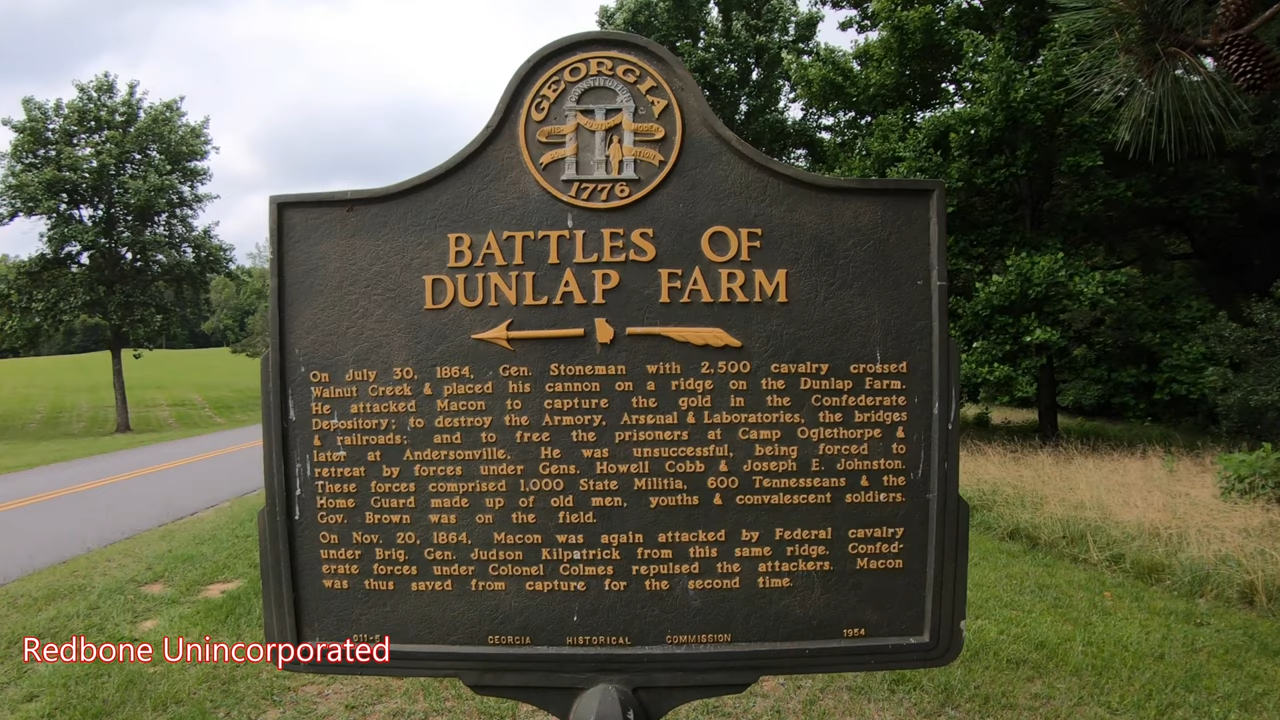 GEORGIA
CONSTITUTION
WIS- JUSTICE MODER-
DOM ATION
1776
BATTLES OF
DUNLAP FARM
On July 30, 1864, Gen. Stoneman with 2,500 cavalry crossed
Walnut Creek & placed his cannon on a ridge on the Dunlap Farm.
He attacked Macon to capture the gold in the Confederate
Depository; to destroy the Armory, Arsenal & Laboratories, the bridges
& railroads; and to free the prisoners at Camp Oglethorpe &
later at Andersonville. He was unsuccessful, being forced to
retreat by forces under Gens. Howell Cobb & Joseph E. Johnston.
These forces comprised 1,000 State Militia, 600 Tennesseans & the
Home Guard made up of old men, youths & convalescent soldiers.
Gov. Brown was on the field.
On Nov. 20, 1864, Macon was again attacked by Federal cavalry
under Brig. Gen. Judson Kilpatrick from this same ridge. Confed-
erate forces under Colonel Colmes repulsed the attackers. Macon
was thus saved from capture for the second time.
011-5 GEORGIA HISTORICAL COMMISSION 1954
Redbone Unincorporated